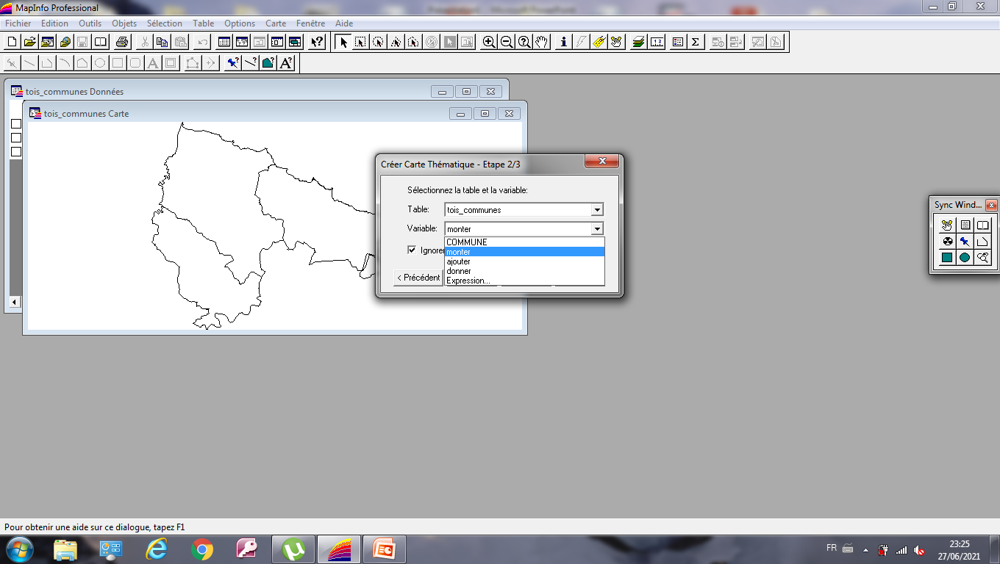 MapInfo Professional
Fichier Edition Outils Objets Sélection Table Options Carte Fenêtre Aide
tois_communes Données
tois_communes Carte
Créer Carte Thématique - Etape 2/3
Sélectionnez la table et la variable:
Table: tois_communes
Variable: monter
COMMUNE
Ignorer monter
ajouter
donner
< Précédent Expression...
Sync Wind...
Pour obtenir une aide sur ce dialogue, tapez F1
FR
23:25
27/06/2021